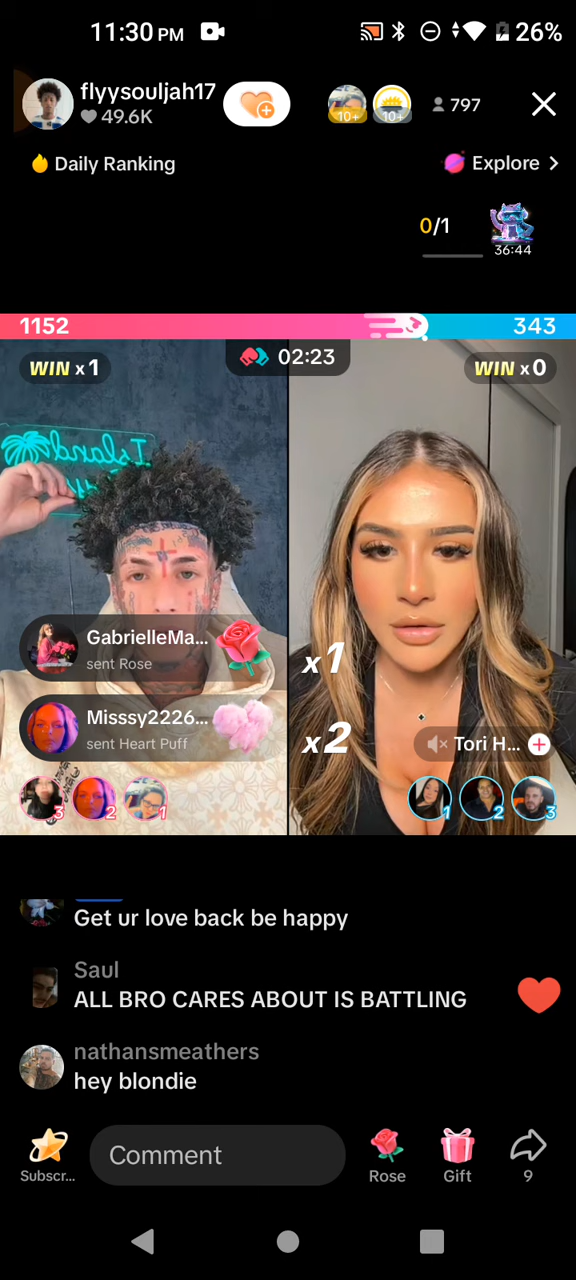 11:30 PM
26%
flyysouljah17
49.6K
10+
10+
797
Daily Ranking
Explore >
0/1
36:44
1152
343
WIN x 1
02:23
WIN x 0
Island
GabrielleMa...
sent Rose
x1
Misssy2226...
sent Heart Puff
x2
Tori H...
3
2
1
1
2
3
Get ur love back be happy
Saul
ALL BRO CARES ABOUT IS BATTLING
nathansmeathers
hey blondie
Subscr...
Comment
Rose
Gift
9